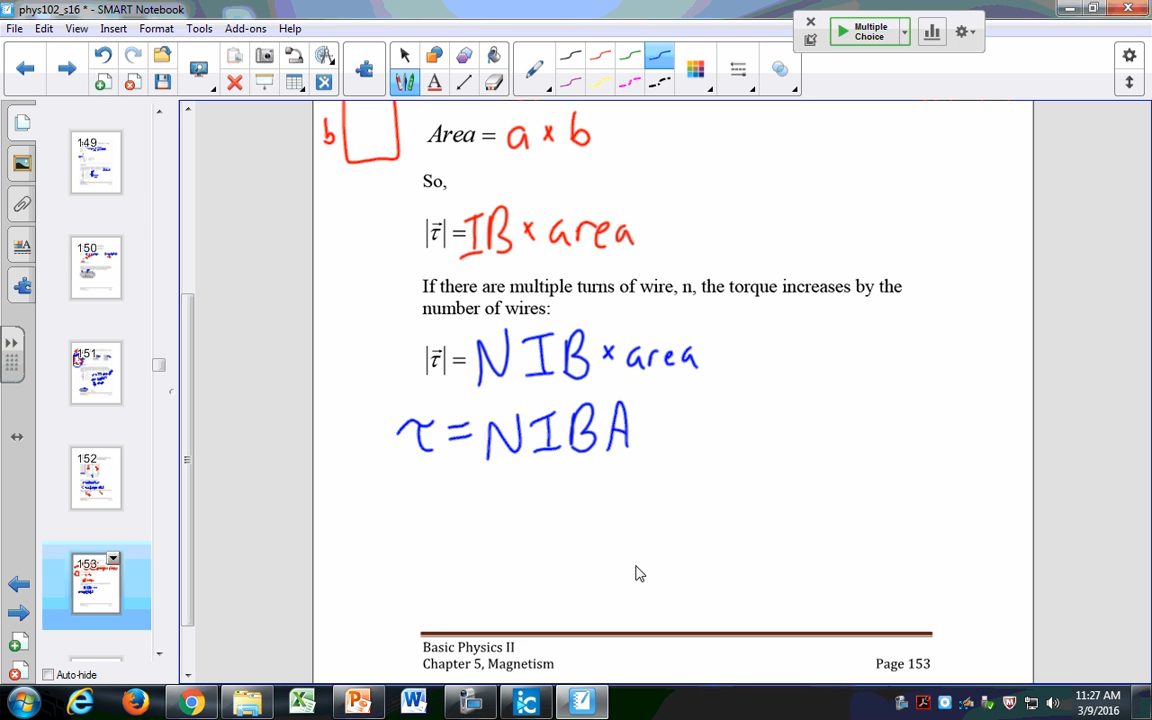 phys102_s16 * - SMART Notebook
File Edit View Insert Format Tools Add-ons Help
Multiple
Choice
149
150
151
152
153
Auto-hide
b
Area = a × b
So,
|τ⃗| = IB × area
If there are multiple turns of wire, n, the torque increases by the
number of wires:
|τ⃗| = NIB × area
τ = NIBA
Basic Physics II
Chapter 5, Magnetism Page 153
11:27 AM
3/9/2016